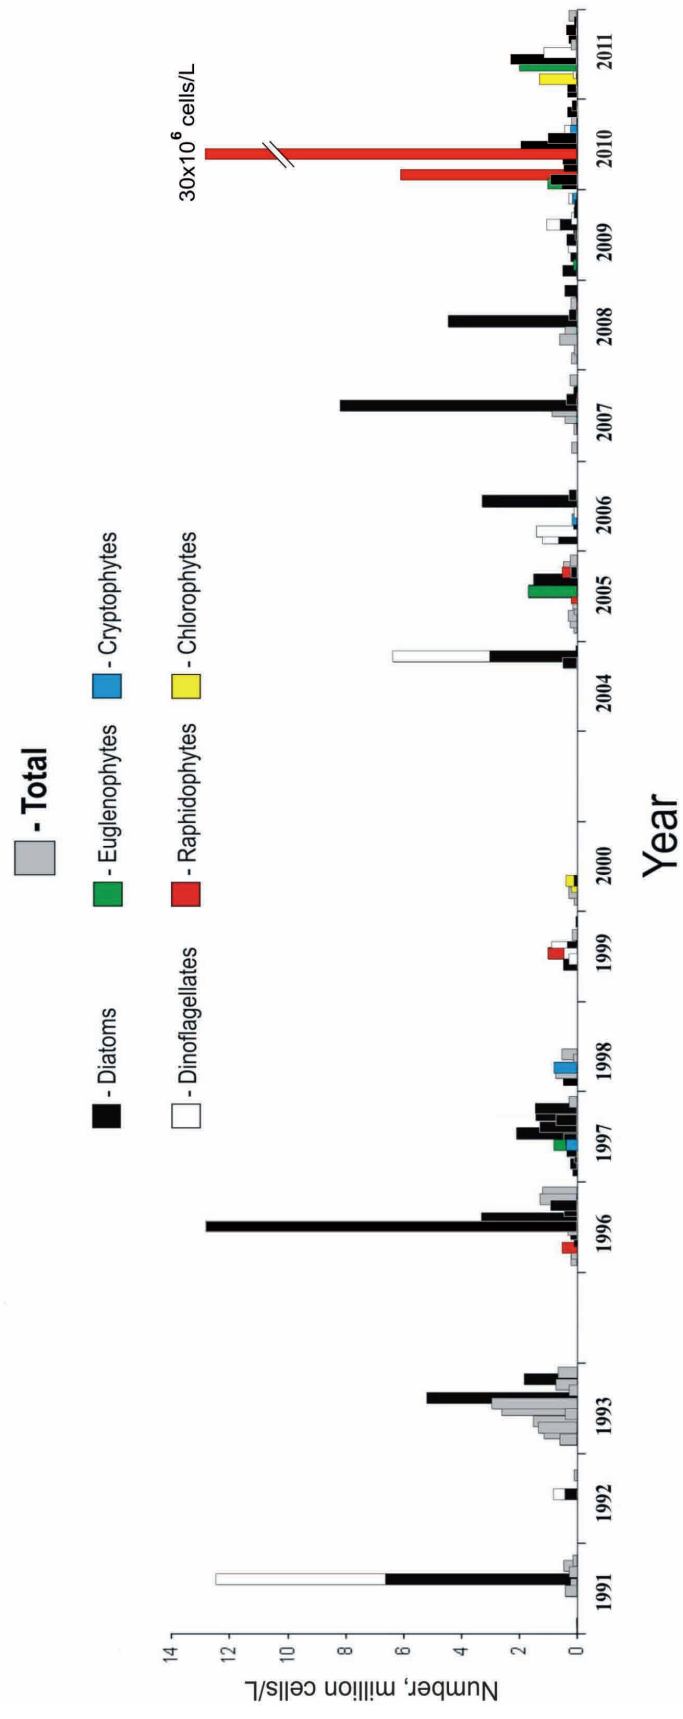 - Total
- Diatoms
- Euglenophytes
- Cryptophytes
- Dinoflagellates
- Raphidophytes
- Chlorophytes
30x10⁶ cells/L
Number, million cells/L
14
12
10
8
6
4
2
0
1991 1992 1993 1996 1997 1998 1999 2000 2004 2005 2006 2007 2008 2009 2010 2011
Year